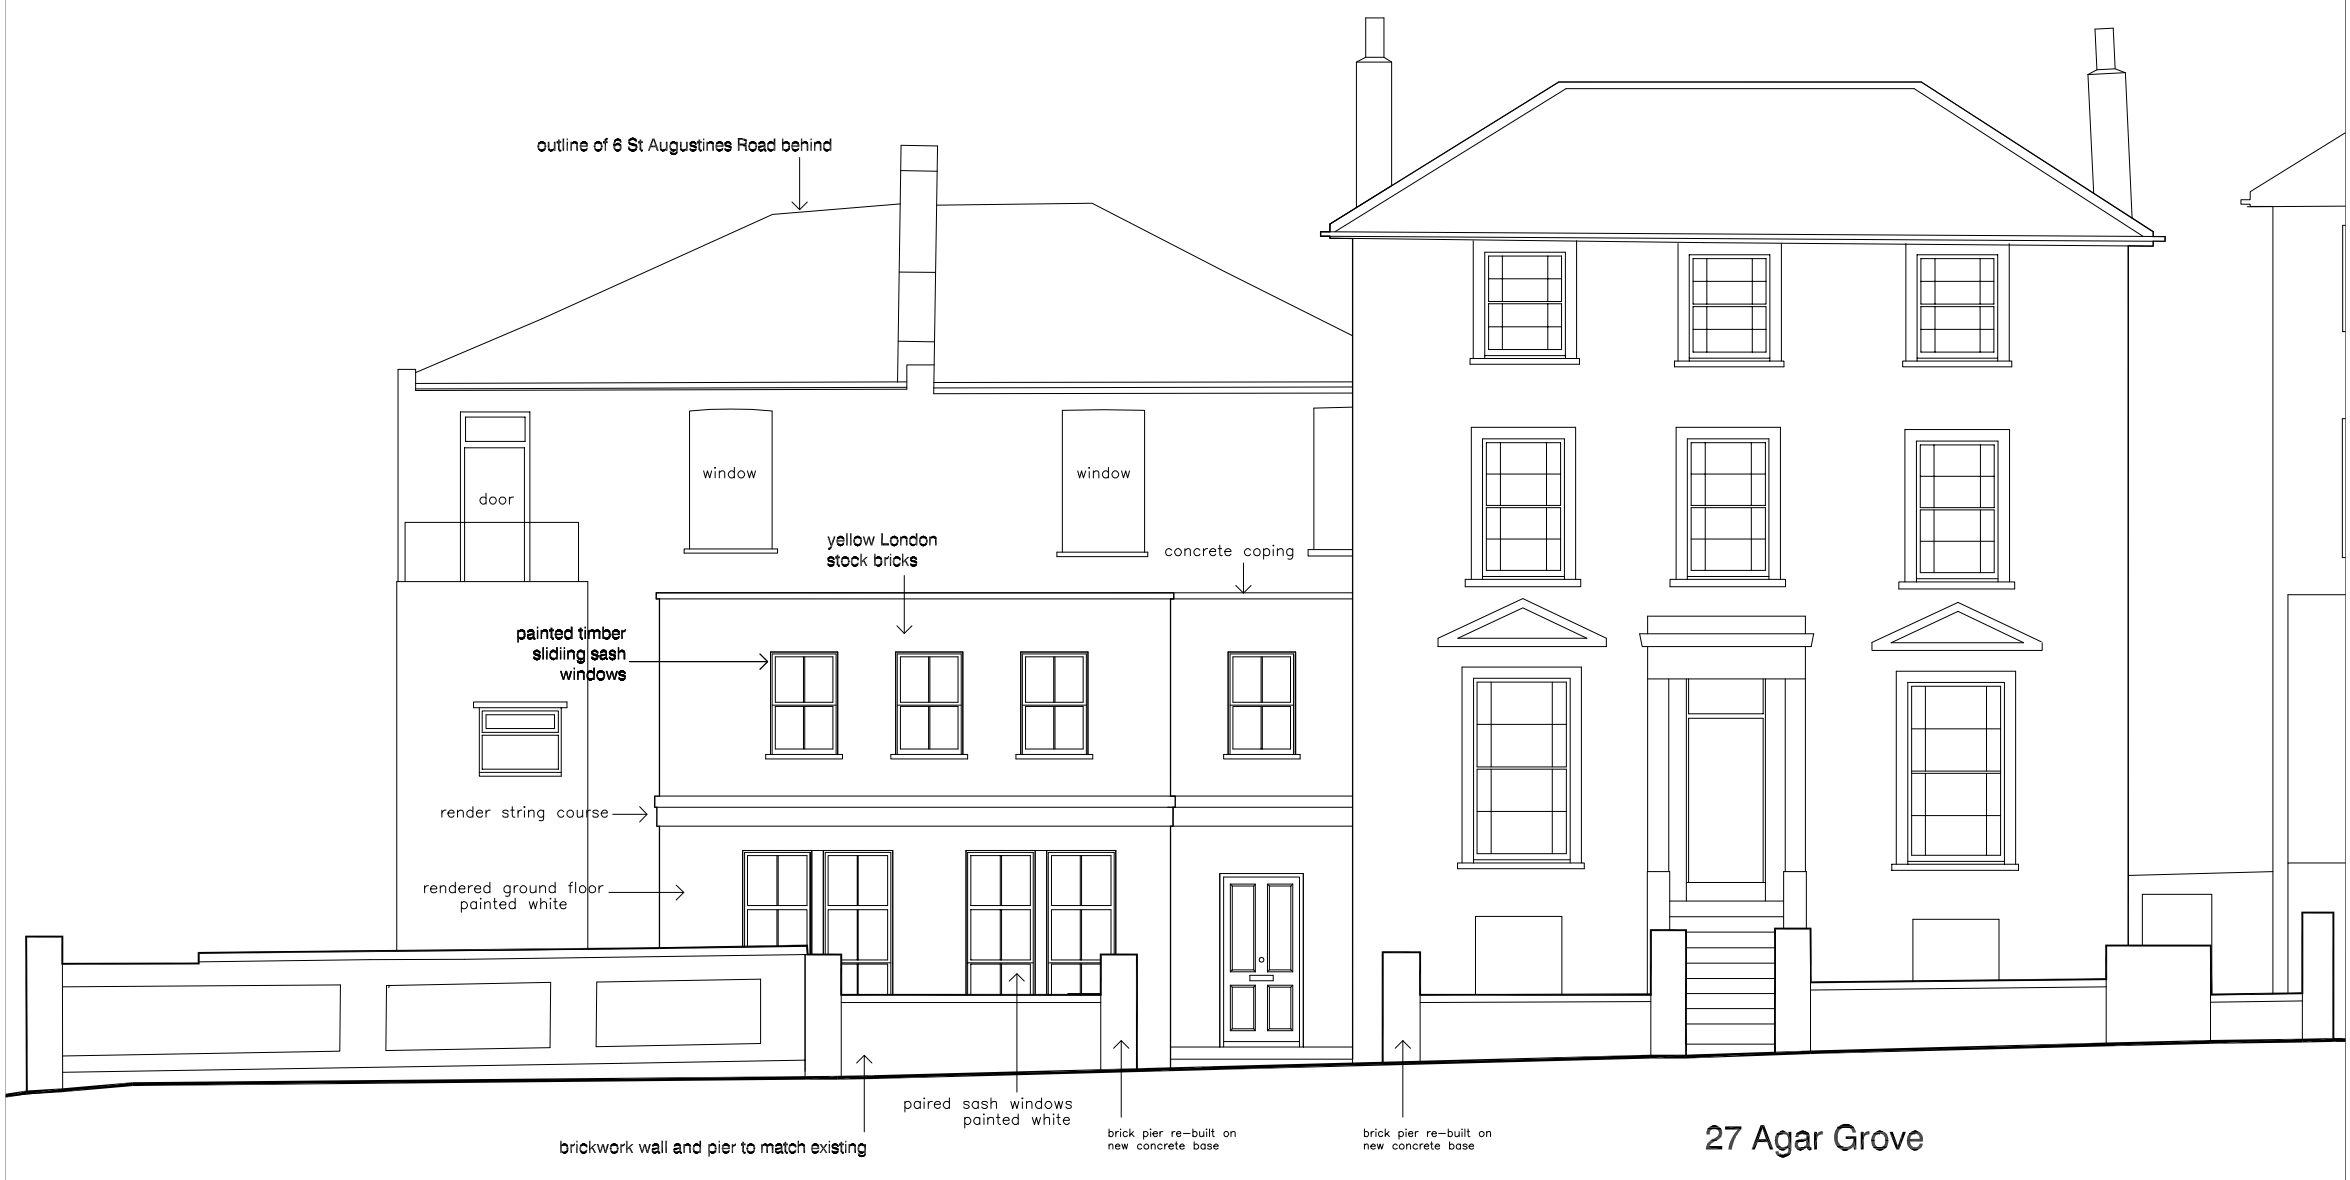 outline of 6 St Augustines Road behind
window
window
door
yellow London
stock bricks
concrete coping
painted timber
slidiing sash
windows
render string course
rendered ground floor
painted white
paired sash windows
painted white
brickwork wall and pier to match existing
brick pier re-built on
new concrete base
brick pier re-built on
new concrete base
27 Agar Grove